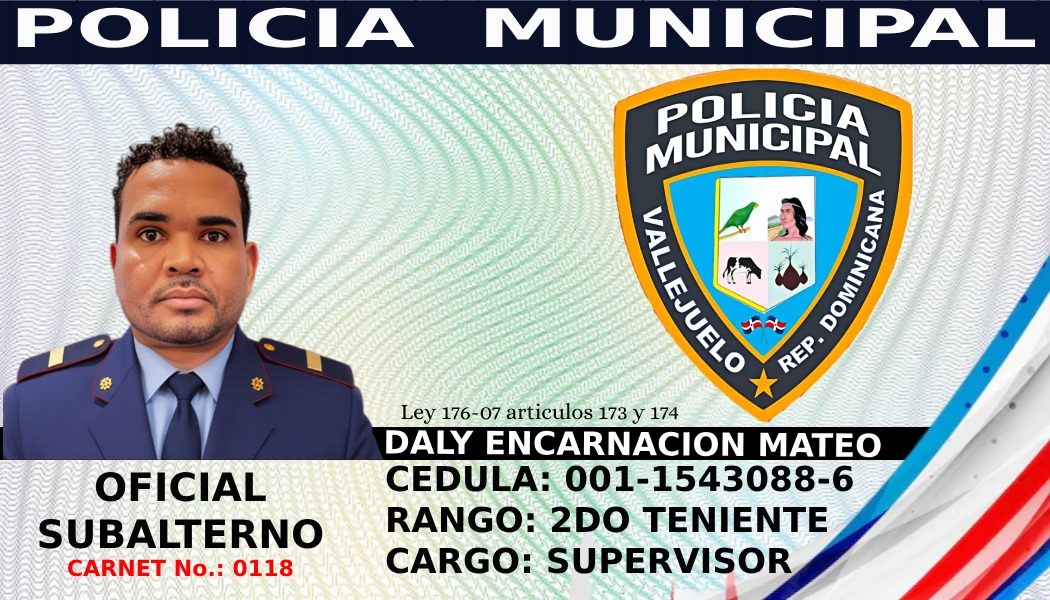 POLICIA MUNICIPAL
POLICIA
MUNICIPAL
VALLEJUELO
REP. DOMINICANA
Ley 176-07 articulos 173 y 174
DALY ENCARNACION MATEO
CEDULA: 001-1543088-6
RANGO: 2DO TENIENTE
CARGO: SUPERVISOR
OFICIAL
SUBALTERNO
CARNET No.: 0118